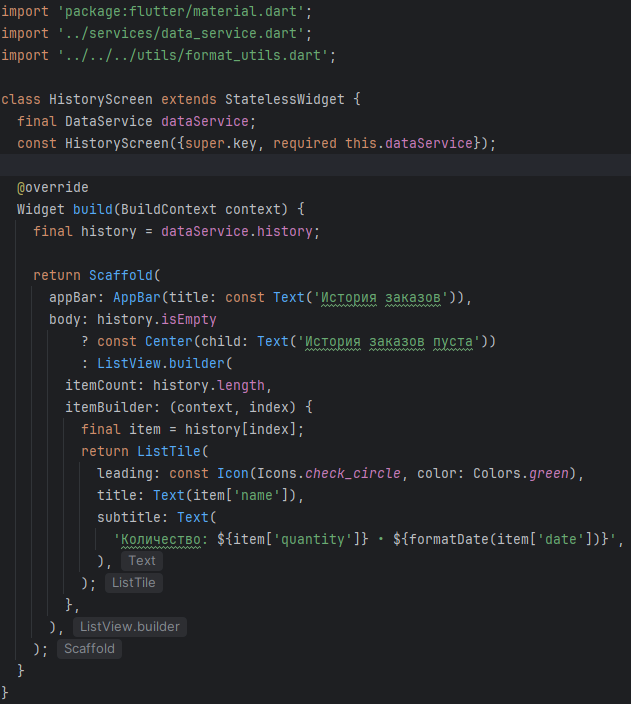 import 'package:flutter/material.dart';
import '../services/data_service.dart';
import '../../../utils/format_utils.dart';

class HistoryScreen extends StatelessWidget {
  final DataService dataService;
  const HistoryScreen({super.key, required this.dataService});

  @override
  Widget build(BuildContext context) {
    final history = dataService.history;

    return Scaffold(
      appBar: AppBar(title: const Text('История заказов')),
      body: history.isEmpty
          ? const Center(child: Text('История заказов пуста'))
          : ListView.builder(
        itemCount: history.length,
        itemBuilder: (context, index) {
          final item = history[index];
          return ListTile(
            leading: const Icon(Icons.check_circle, color: Colors.green),
            title: Text(item['name']),
            subtitle: Text(
              'Количество: ${item['quantity']} • ${formatDate(item['date'])}',
            ), Text
          ); ListTile
        },
      ), ListView.builder
    ); Scaffold
  }
}